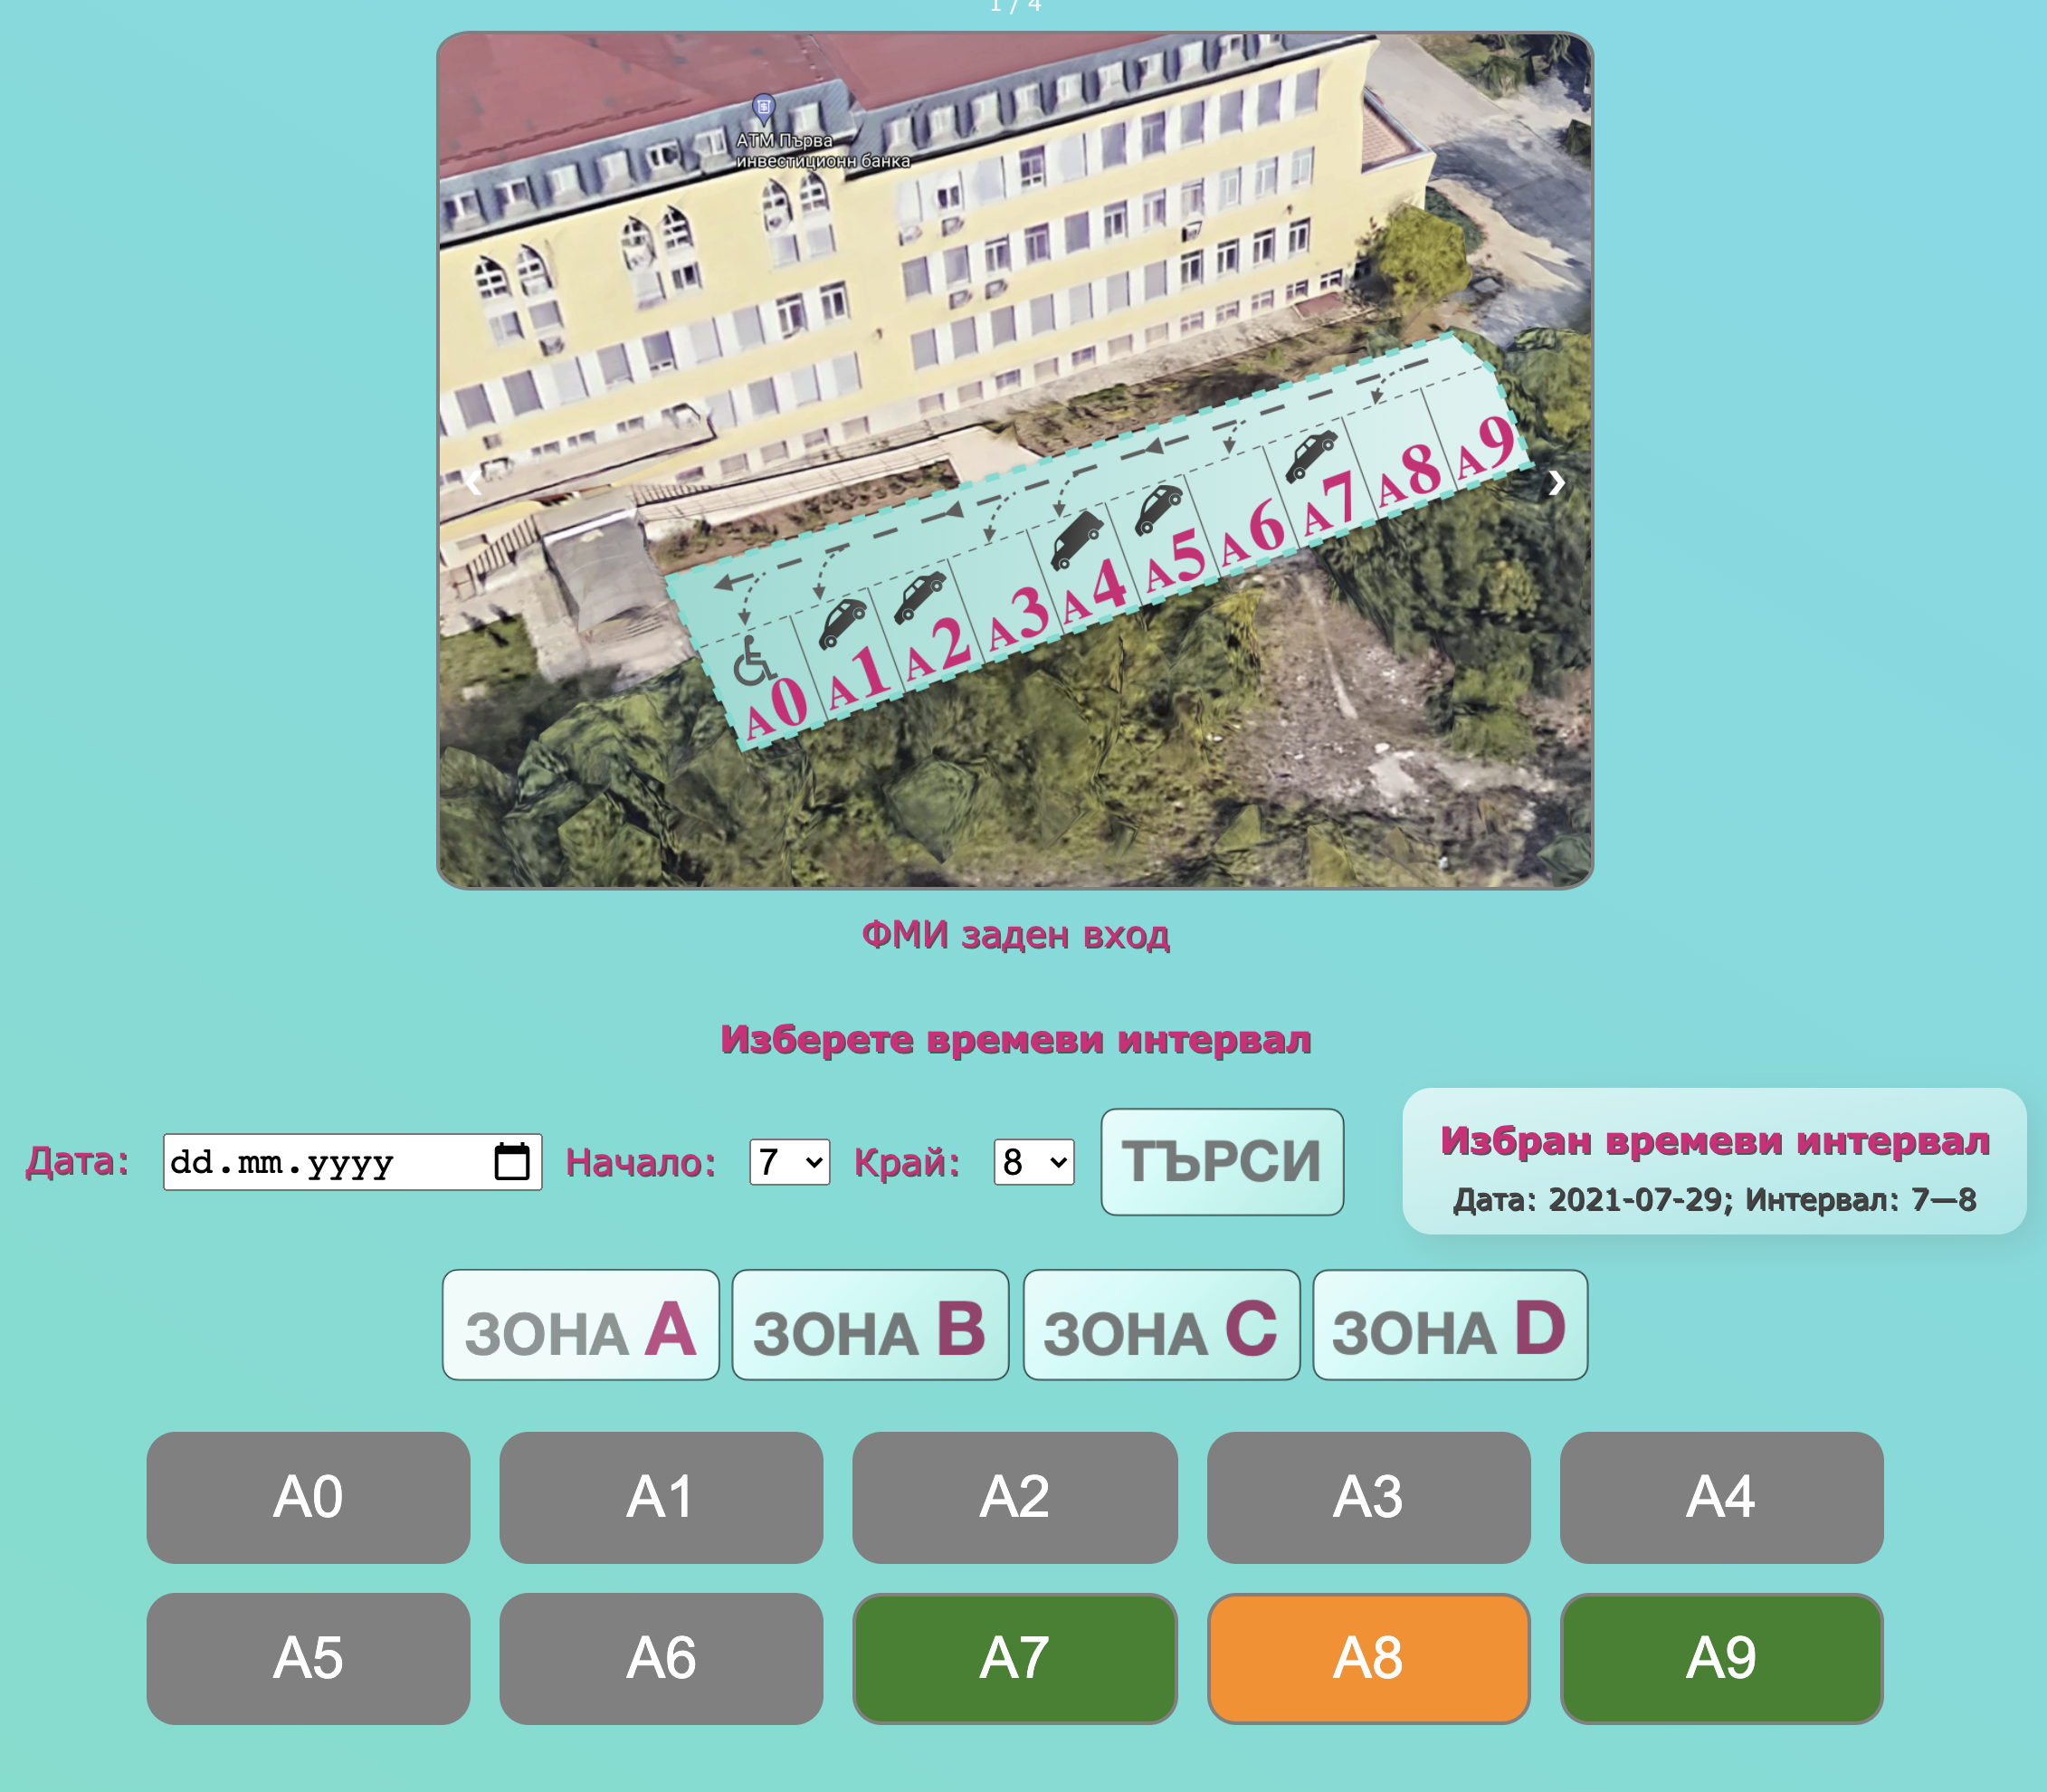 1 / 4
АТМ Първа
инвестиционн банка
A9
A8
A7
A6
A5
A4
A3
A2
A1
A0
‹
›
ФМИ заден вход
Изберете времеви интервал
Дата: dd.mm.yyyy Начало: 7 Край: 8 ТЪРСИ
Избран времеви интервал
Дата: 2021-07-29; Интервал: 7—8
ЗОНА A ЗОНА B ЗОНА C ЗОНА D
A0 A1 A2 A3 A4
A5 A6 A7 A8 A9